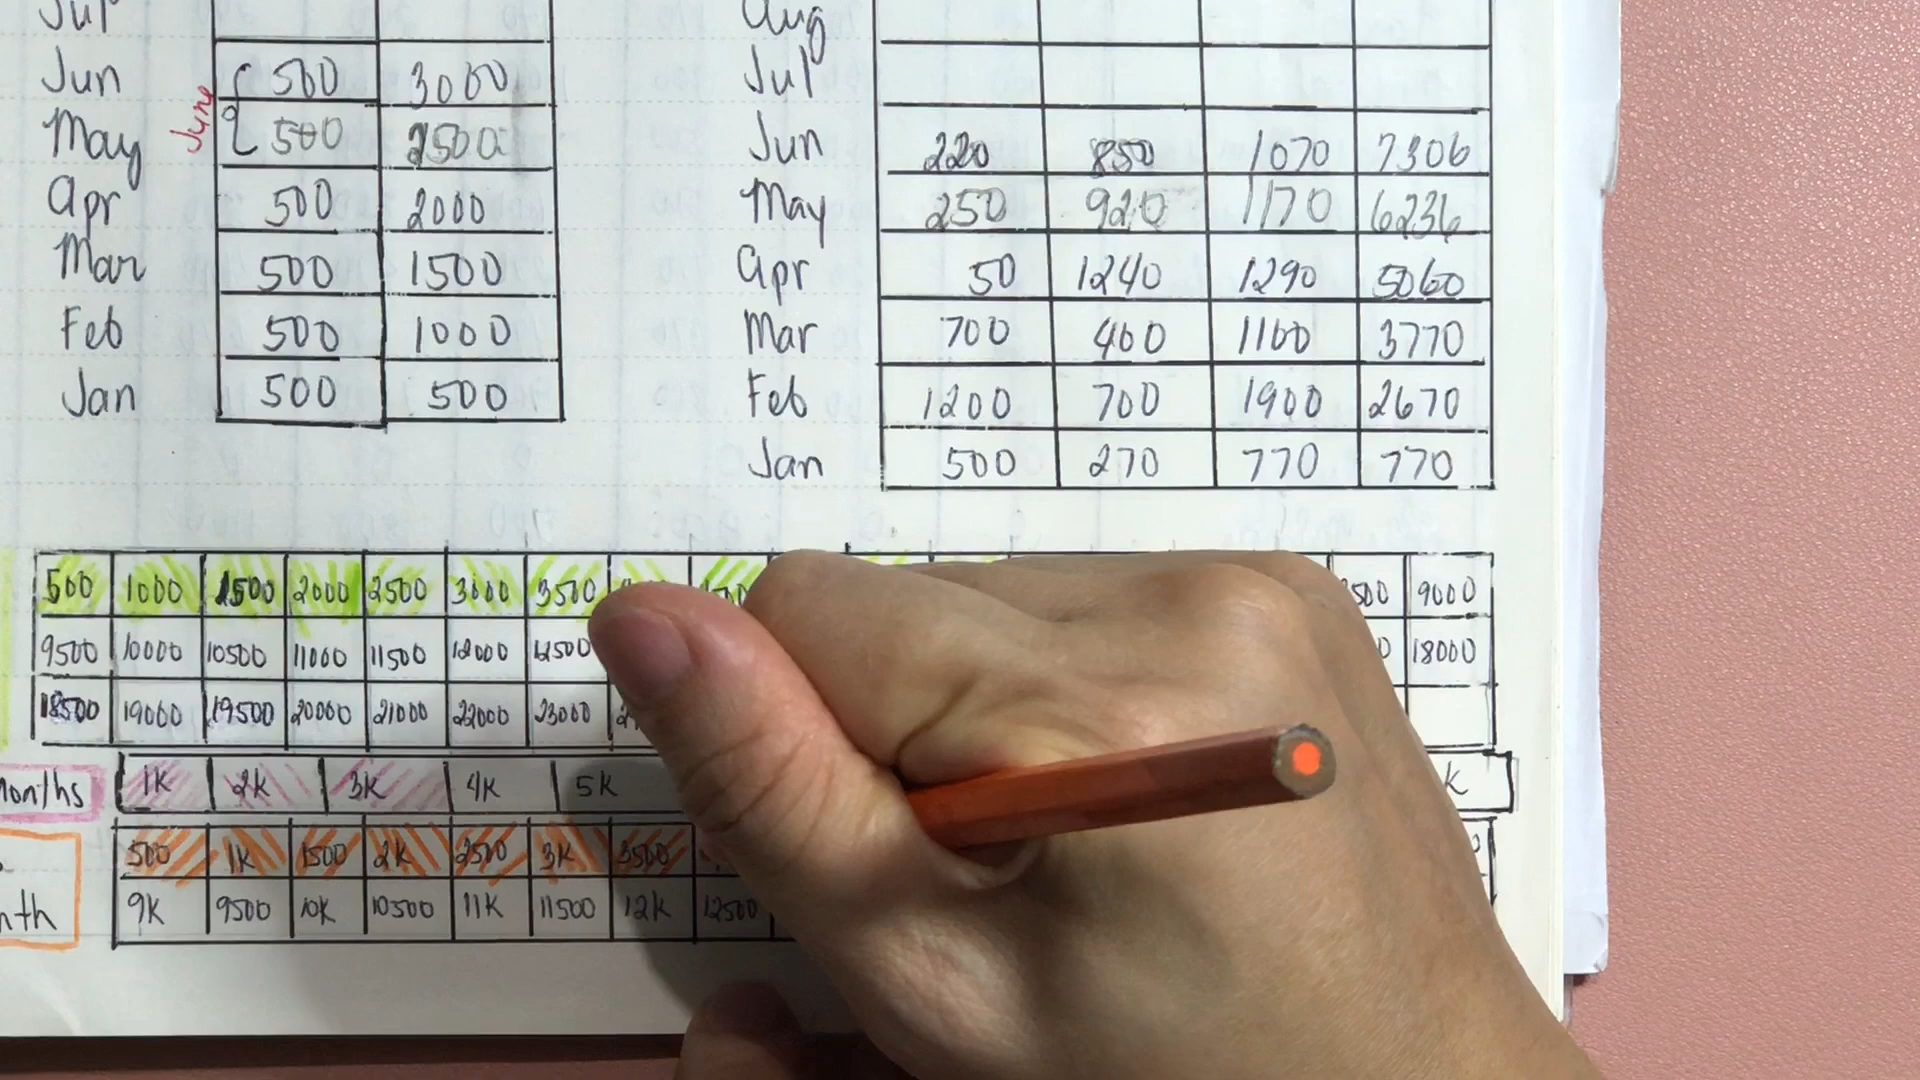 Jul
Jun 500 3000
June
May 500 2500
Apr 500 2000
Mar 500 1500
Feb 500 1000
Jan 500 500
Aug
Jul
Jun 220 850 1070 7306
May 250 920 1170 6236
Apr 50 1240 1290 5060
Mar 700 400 1100 3770
Feb 1200 700 1900 2670
Jan 500 270 770 770
500 1000 1500 2000 2500 3000 3500 9000
9500 10000 10500 11000 11500 12000 12500 18000
18500 19000 19500 20000 21000 22000 23000
months 1K 2K 3K 4K 5K K
500 1K 1500 2K 2500 3K 3500
nth 9K 9500 10K 10500 11K 11500 12K 12500